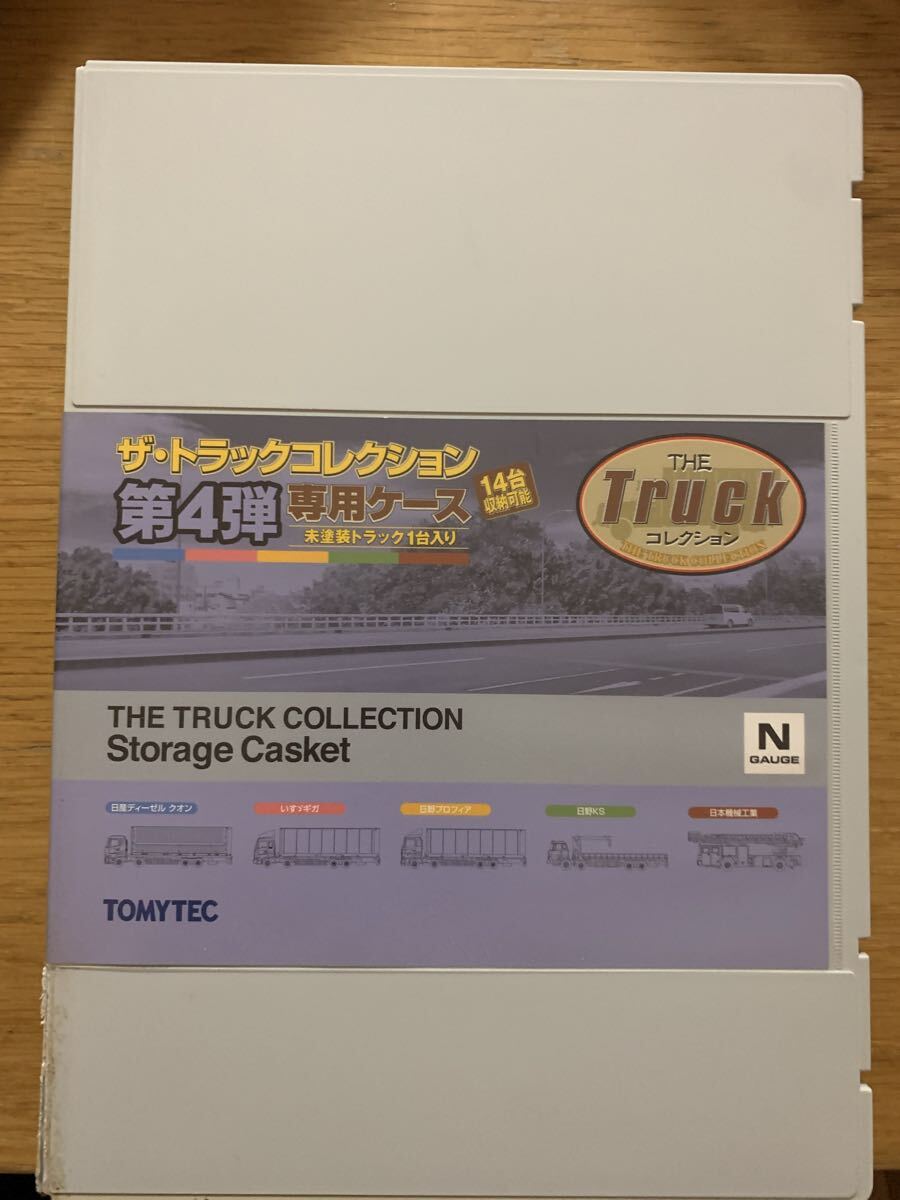 ザ・トラックコレクション
第4弾 専用ケース
未塗装トラック1台入り
14台
収納可能
THE
Truck
コレクション
THE TRUCK COLLECTION
THE TRUCK COLLECTION
Storage Casket
N
GAUGE
日産ディーゼル クオン
いすゞギガ
日野プロフィア
日野KS
日本機械工業
TOMYTEC